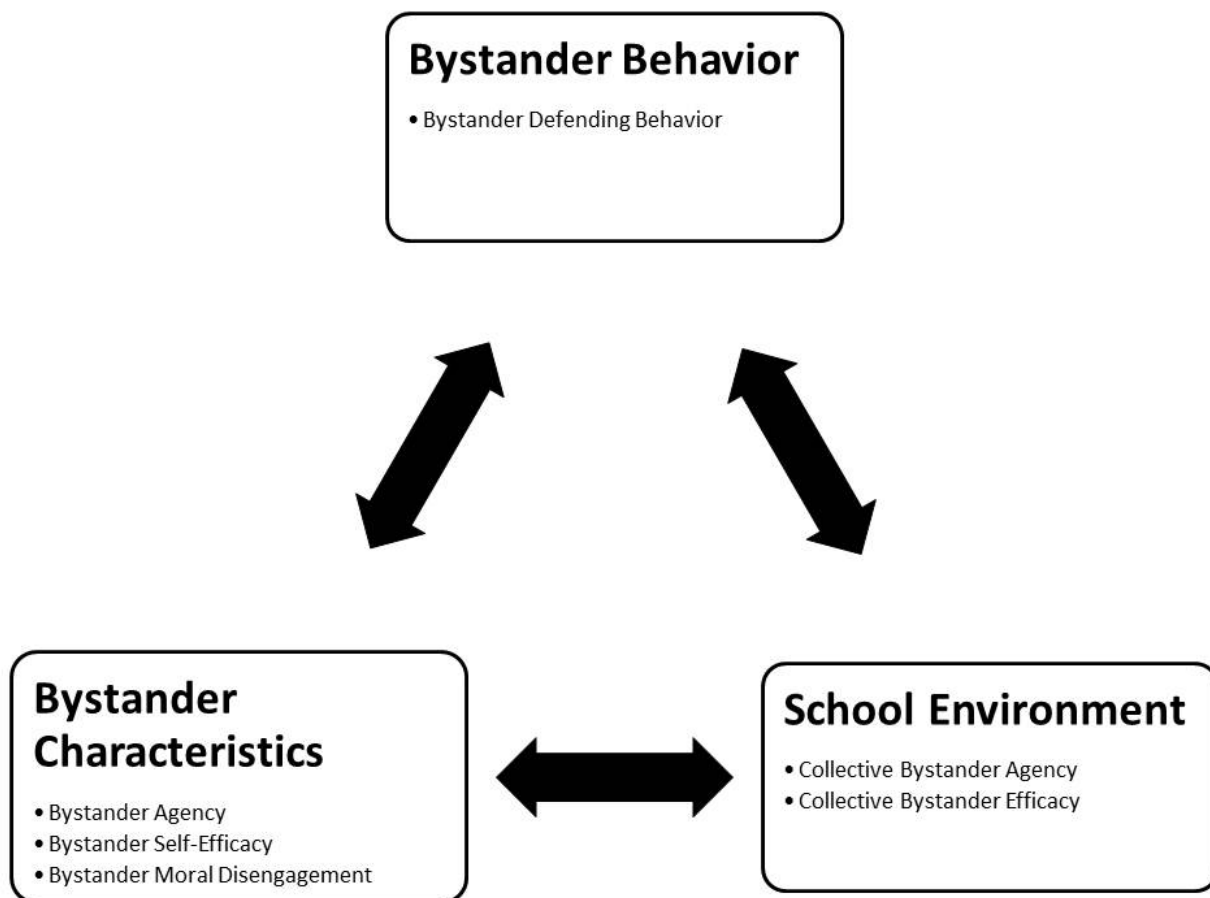 Bystander Behavior
• Bystander Defending Behavior
Bystander
Characteristics
• Bystander Agency
• Bystander Self-Efficacy
• Bystander Moral Disengagement
School Environment
• Collective Bystander Agency
• Collective Bystander Efficacy